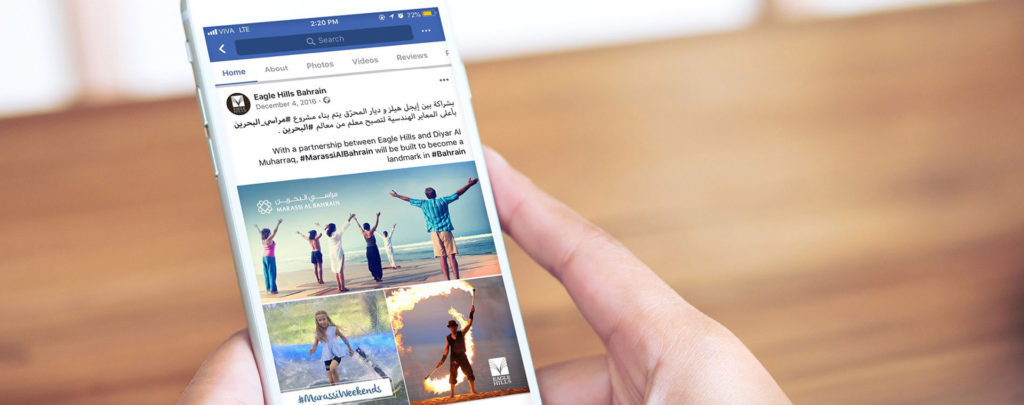 VIVA LTE 2:20 PM 72%
Search
Home About Photos Videos Reviews
Eagle Hills Bahrain
December 4, 2016
بشراكة بين إيجل هيلز و ديار المحرّق يتم بناء مشروع #مراسي_البحرين
بأعلى المعاير الهندسية لتصبح معلم من معالم #البحرين .
With a partnership between Eagle Hills and Diyar Al
Muharraq, #MarassiAlBahrain will be built to become a
landmark in #Bahrain
مراسي البحرين
MARASSI AL BAHRAIN
#MarassiWeekends
EAGLE
HILLS